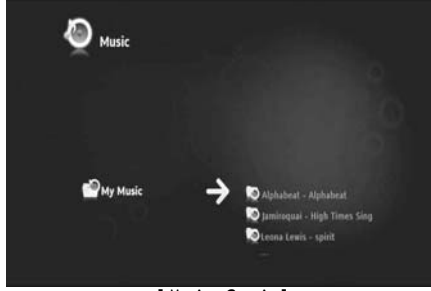 Music
My Music
Alphabeat - Alphabeat
Jamiroquai - High Times Sing
Leona Lewis - spirit